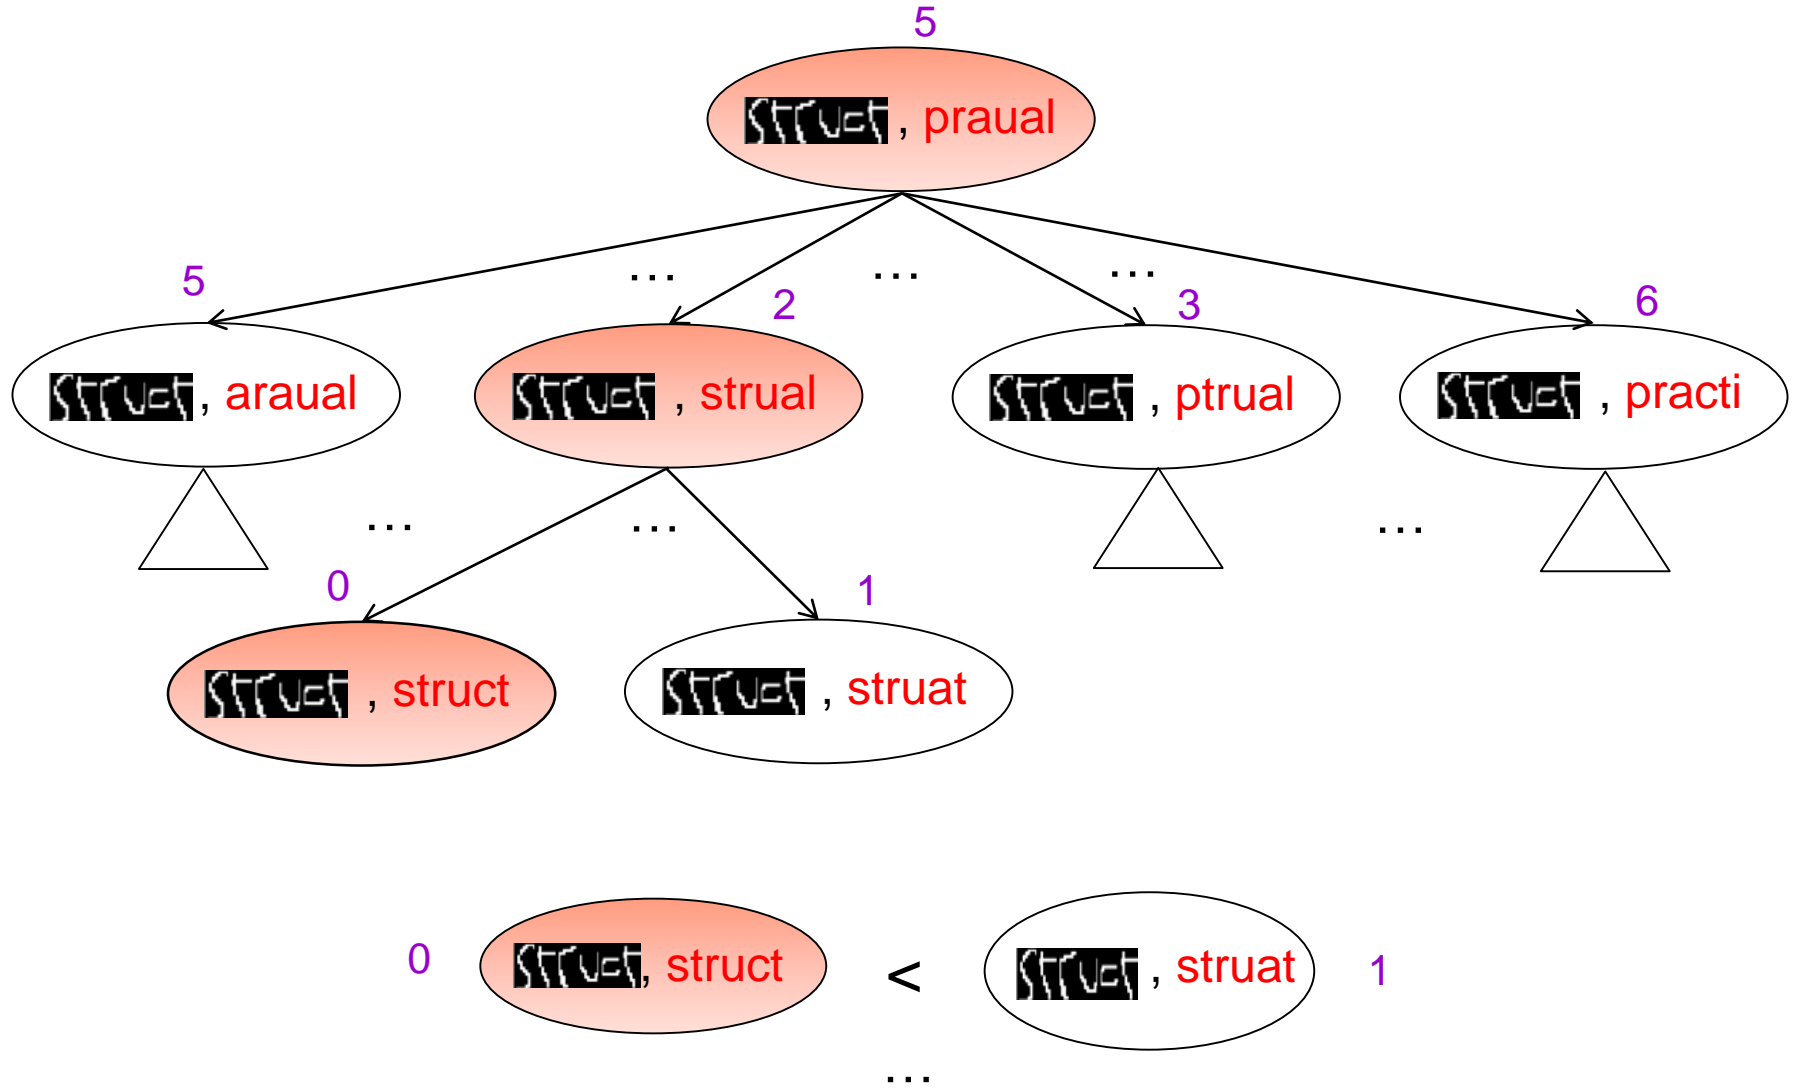 5
Struct , praual
... ... ...
5 2 3 6
Struct , araual Struct , strual Struct , ptrual Struct , practi
... ... ...
0 1
Struct , struct Struct , struat
0 Struct , struct < Struct , struat 1
...